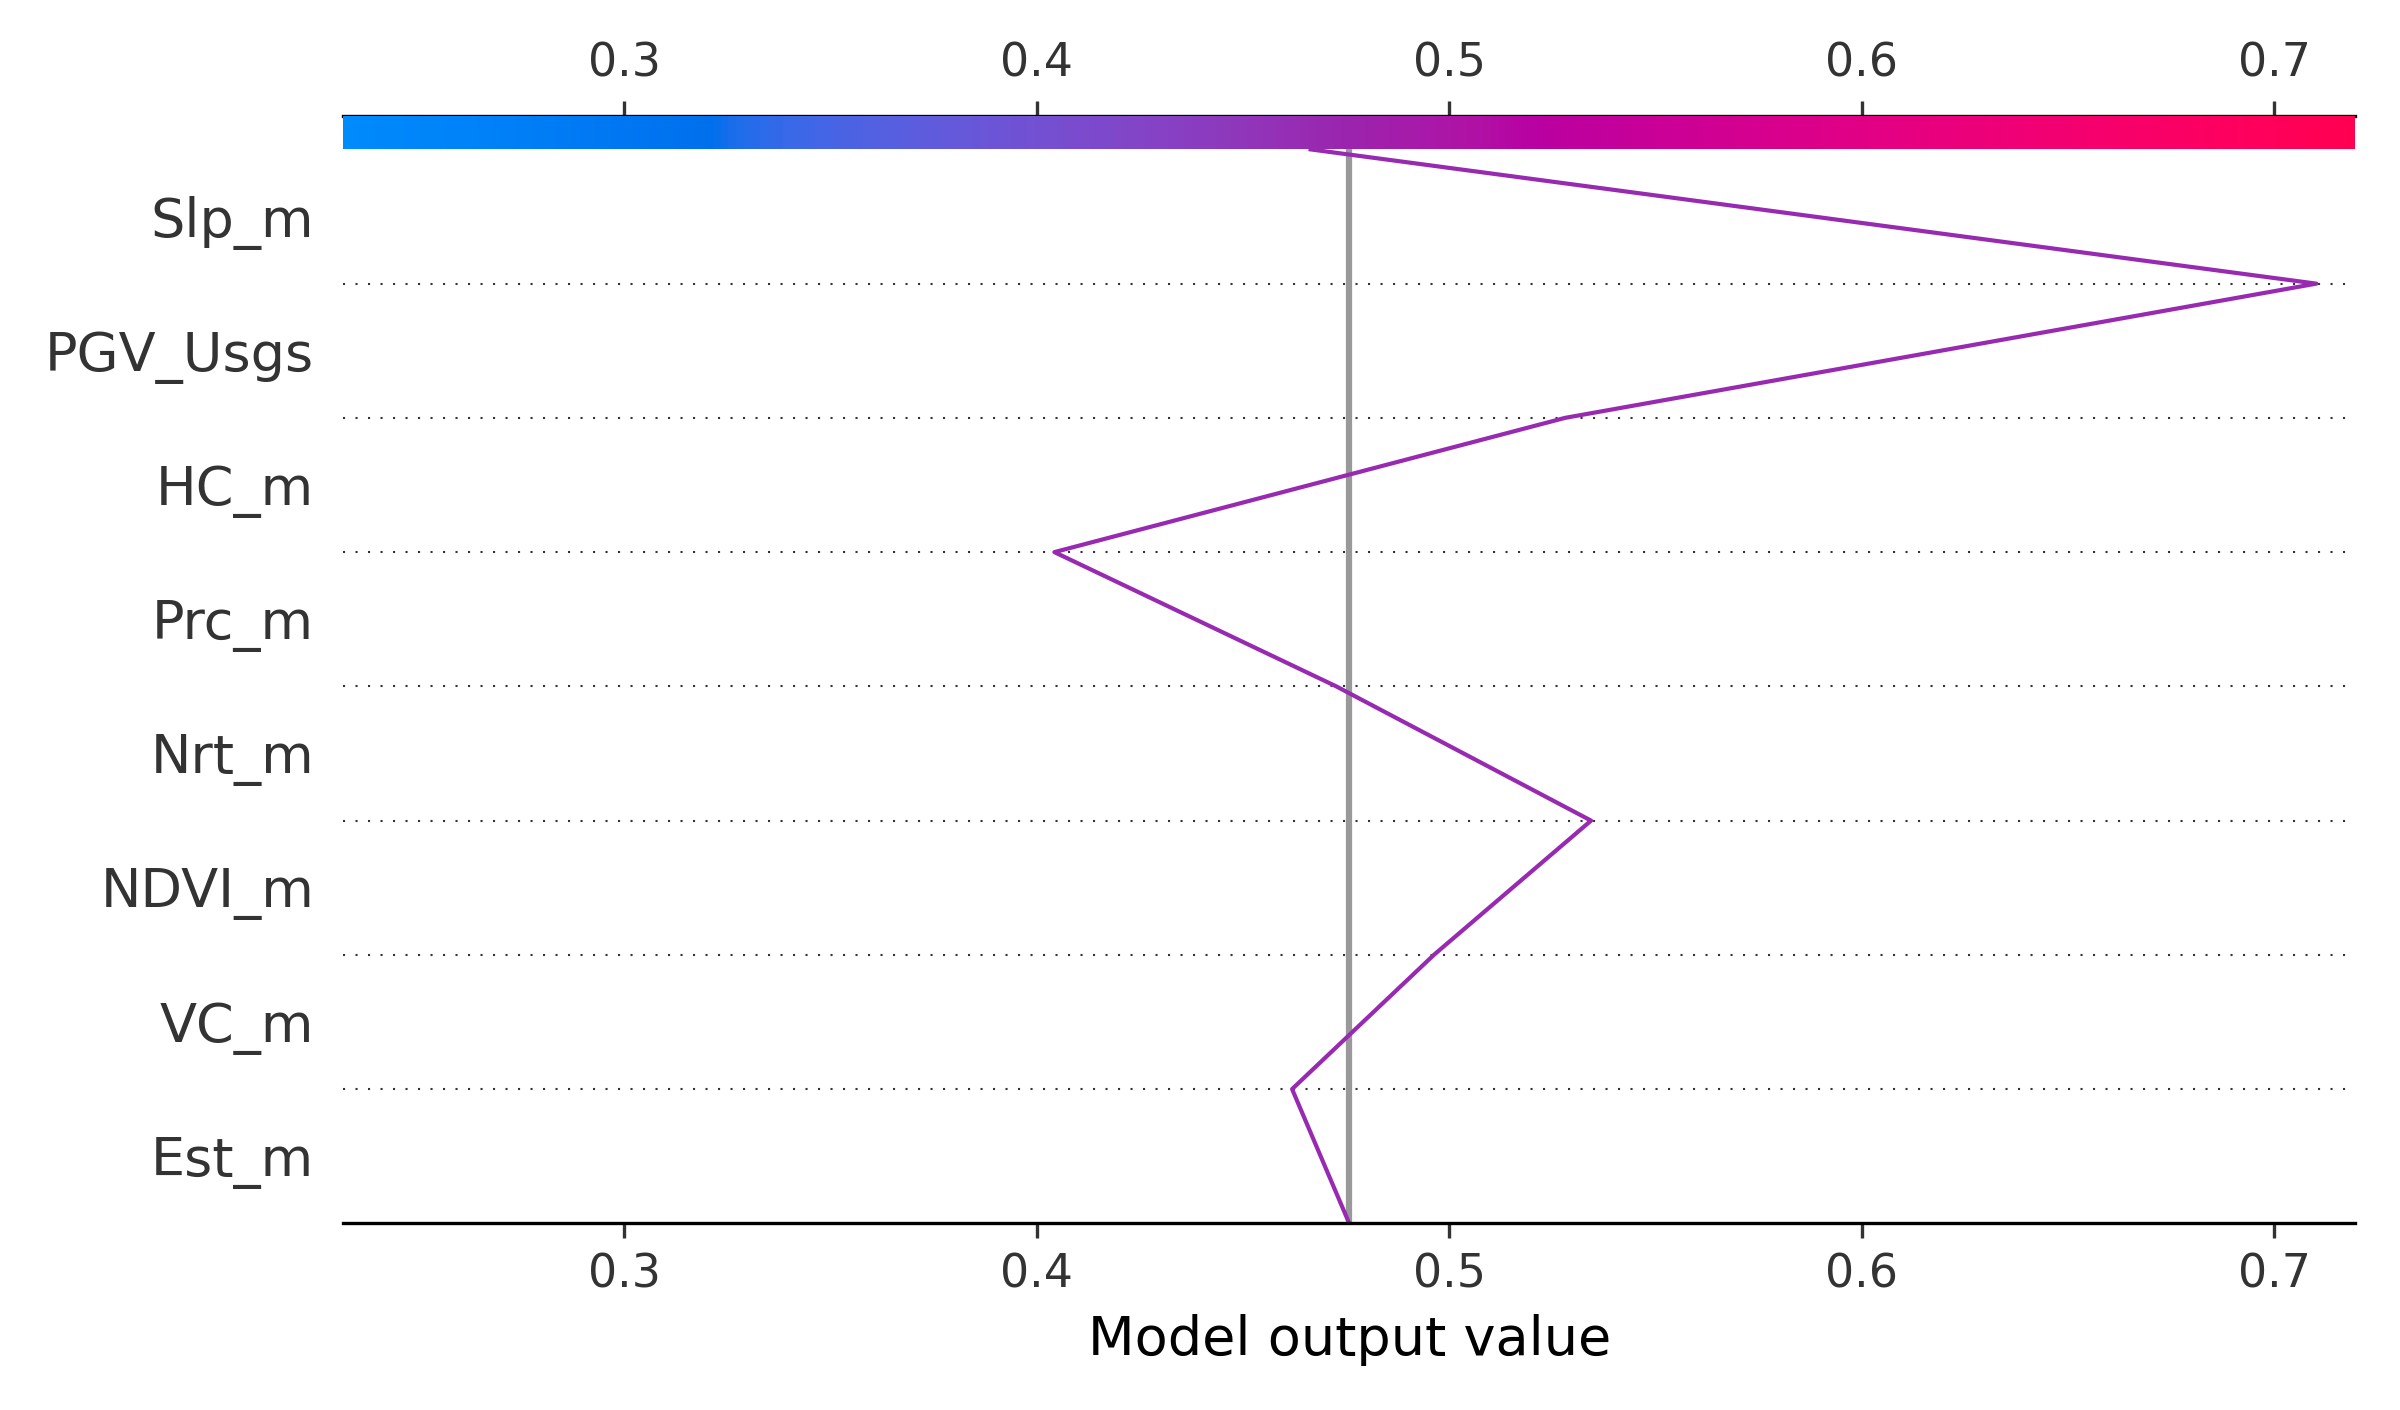 0.3 0.4 0.5 0.6 0.7
Slp_m
PGV_Usgs
HC_m
Prc_m
Nrt_m
NDVI_m
VC_m
Est_m
0.3 0.4 0.5 0.6 0.7
Model output value